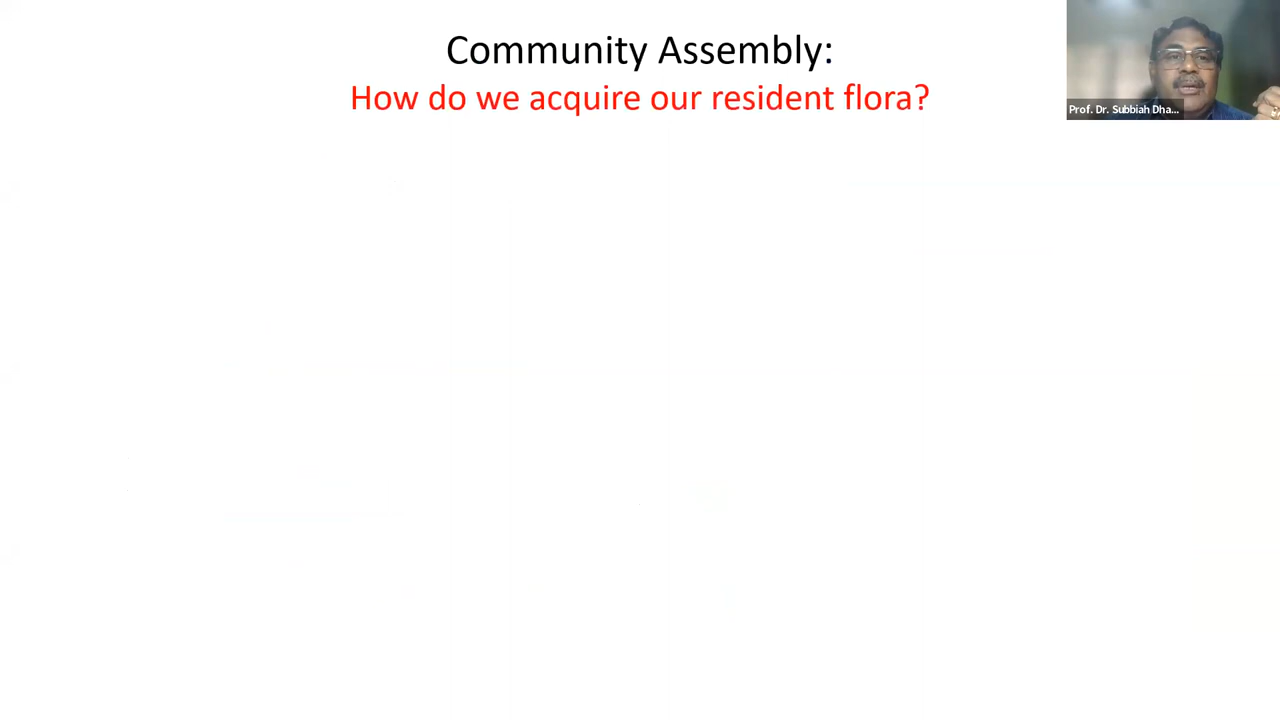 Community Assembly:
How do we acquire our resident flora?
Prof. Dr. Subbiah Dha...